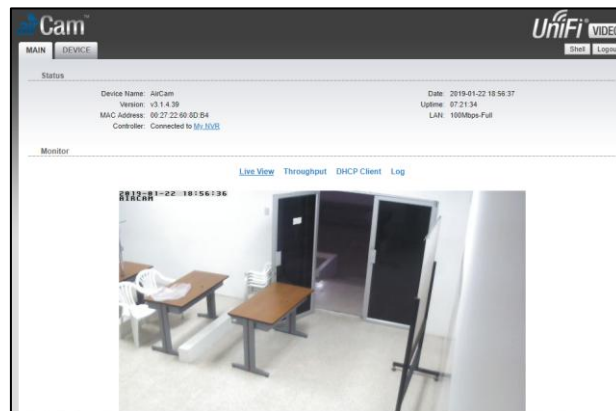 airCam™
UniFi® VIDEO
MAIN DEVICE
Shell Logout
Status
Device Name: AirCam Date: 2019-01-22 18:56:37
Version: v3.1.4.39 Uptime: 07:21:34
MAC Address: 00:27:22:60:8D:B4 LAN: 100Mbps-Full
Controller: Connected to My NVR
Monitor
Live View Throughput DHCP Client Log
2019-01-22 18:56:36
AIRCAM